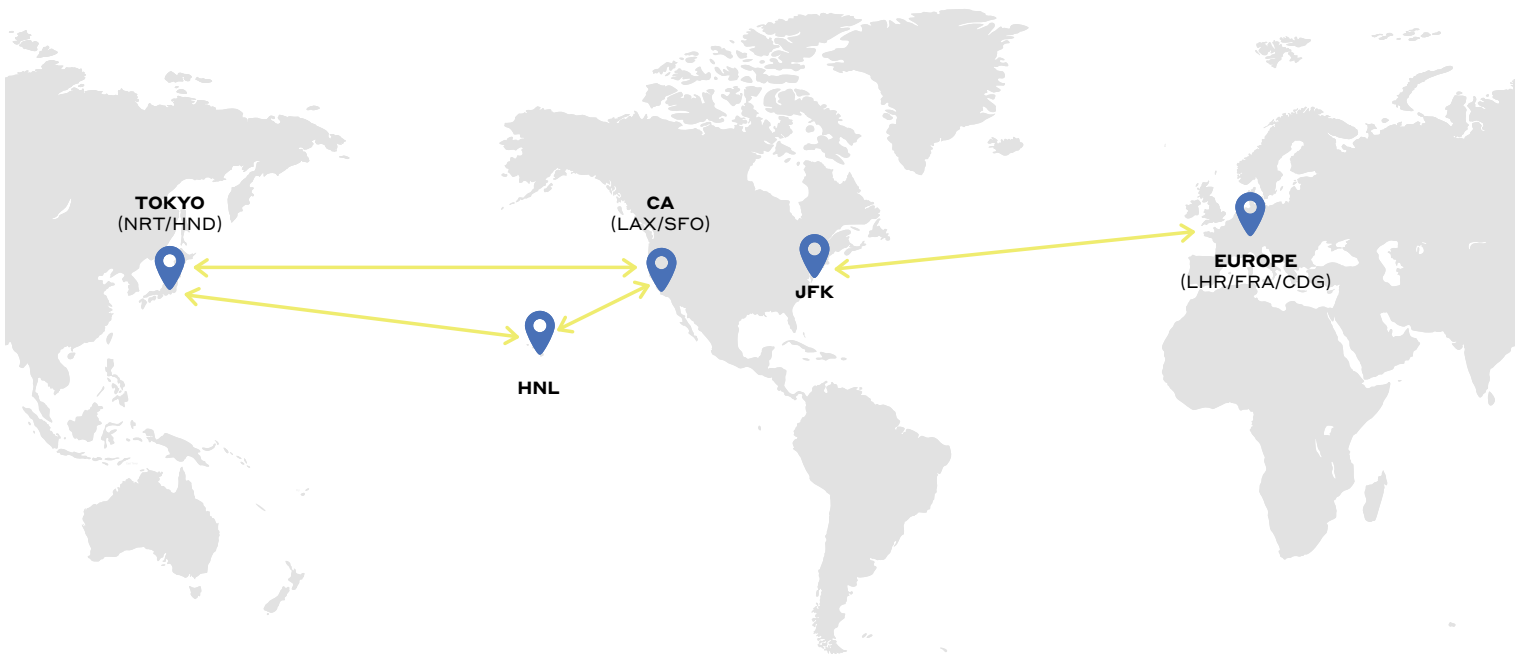 TOKYO
(NRT/HND)
CA
(LAX/SFO)
JFK
EUROPE
(LHR/FRA/CDG)
HNL